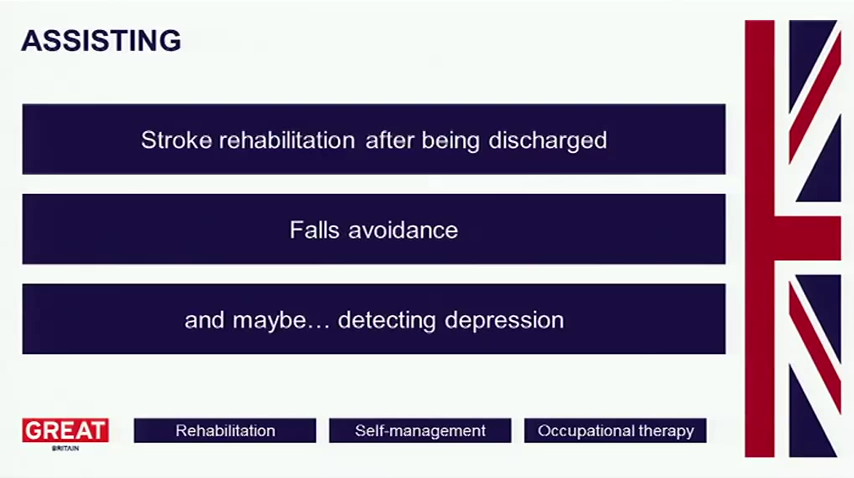 ASSISTING
Stroke rehabilitation after being discharged
Falls avoidance
and maybe… detecting depression
GREAT
BRITAIN
Rehabilitation
Self-management
Occupational therapy